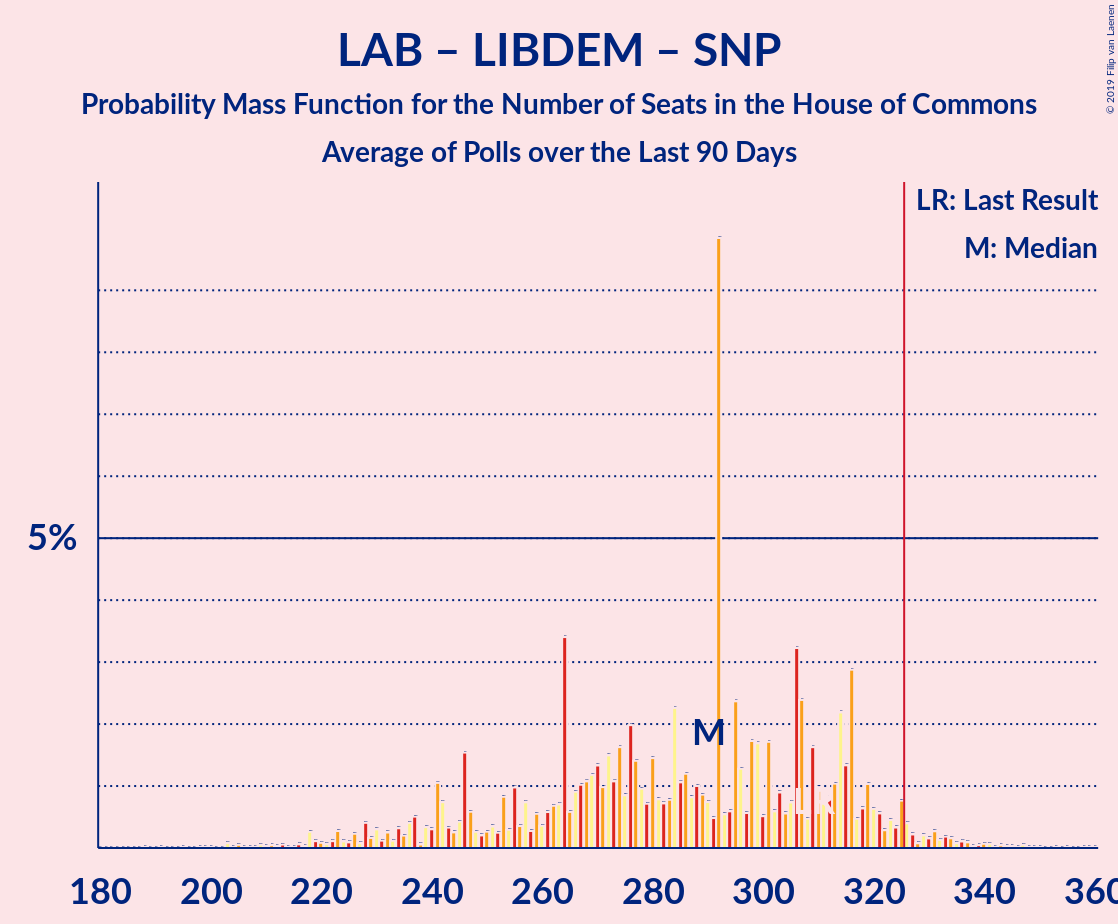 LAB – LIBDEM – SNP
Probability Mass Function for the Number of Seats in the House of Commons
Average of Polls over the Last 90 Days
© 2019 Filip van Laenen
LR: Last Result
M: Median
5%
M
LR
180 200 220 240 260 280 300 320 340 360